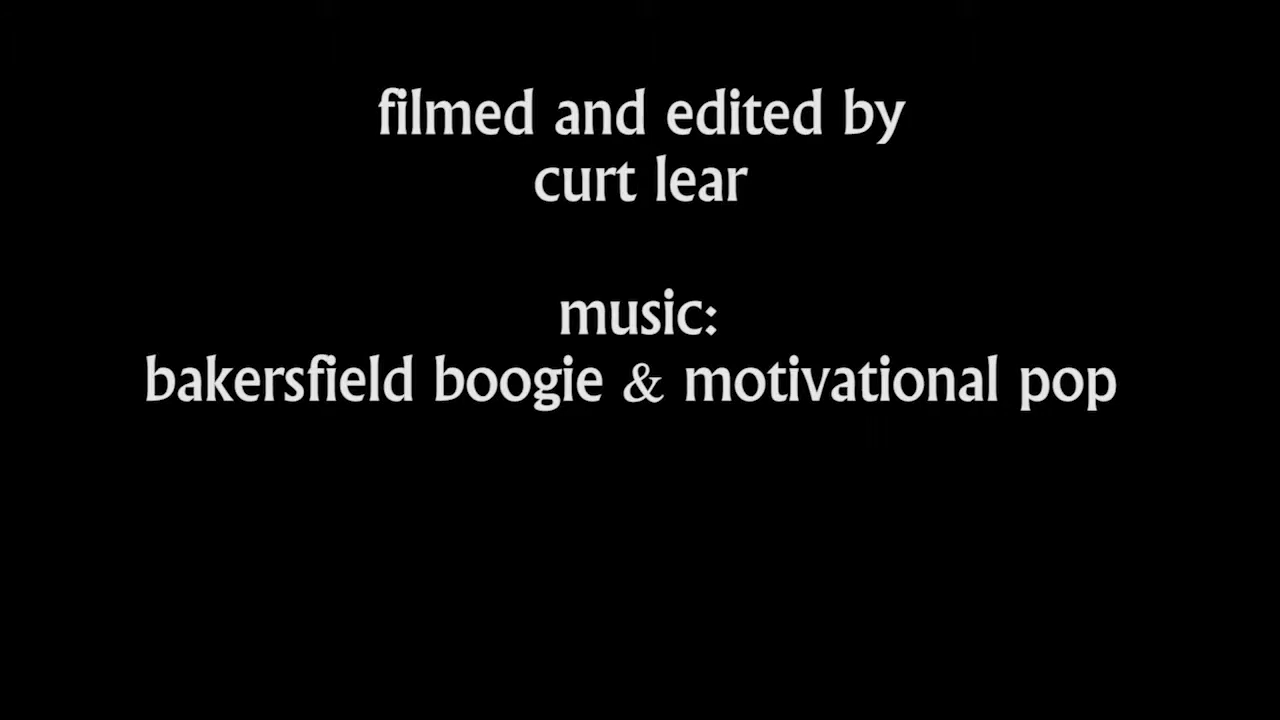 filmed and edited by
curt lear
music:
bakersfield boogie & motivational pop